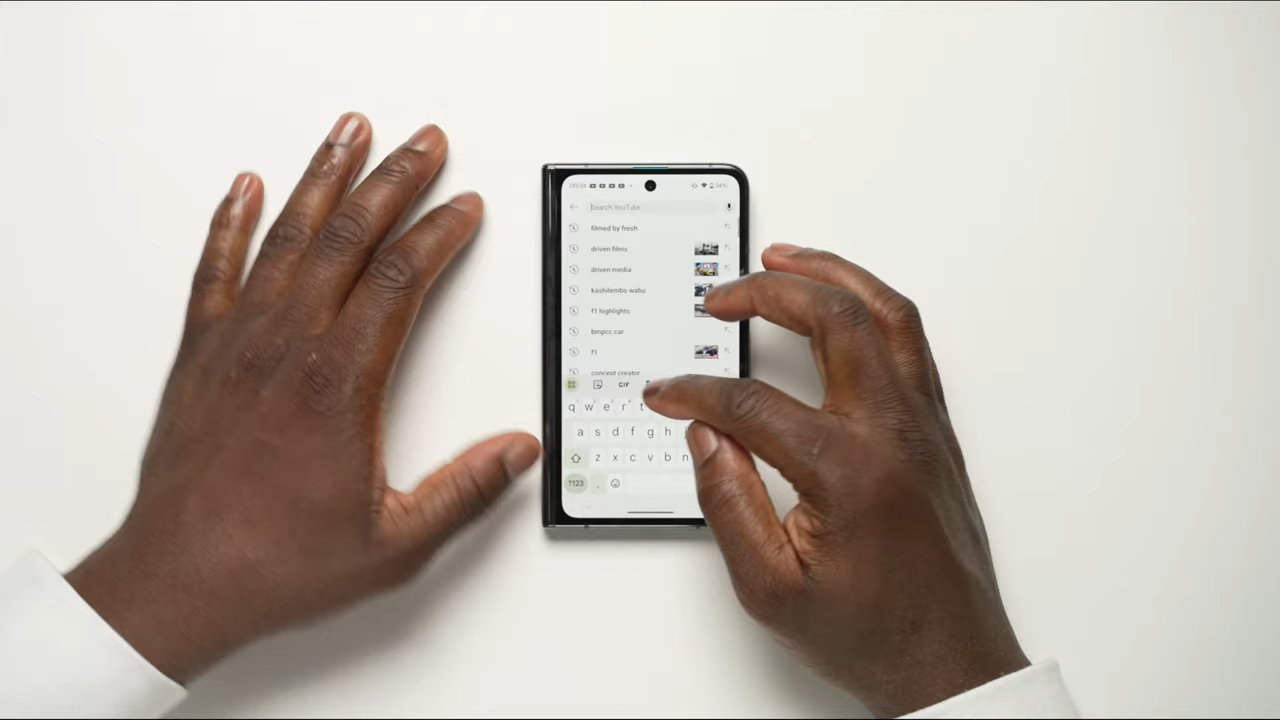 Search YouTube
filmed by fresh
driven films
driven media
kashilembo wabu
f1 highlights
bmpcc car
f1
concept creator
GIF
q w e r t
a s d f g h
z x c v b n
?123 ,